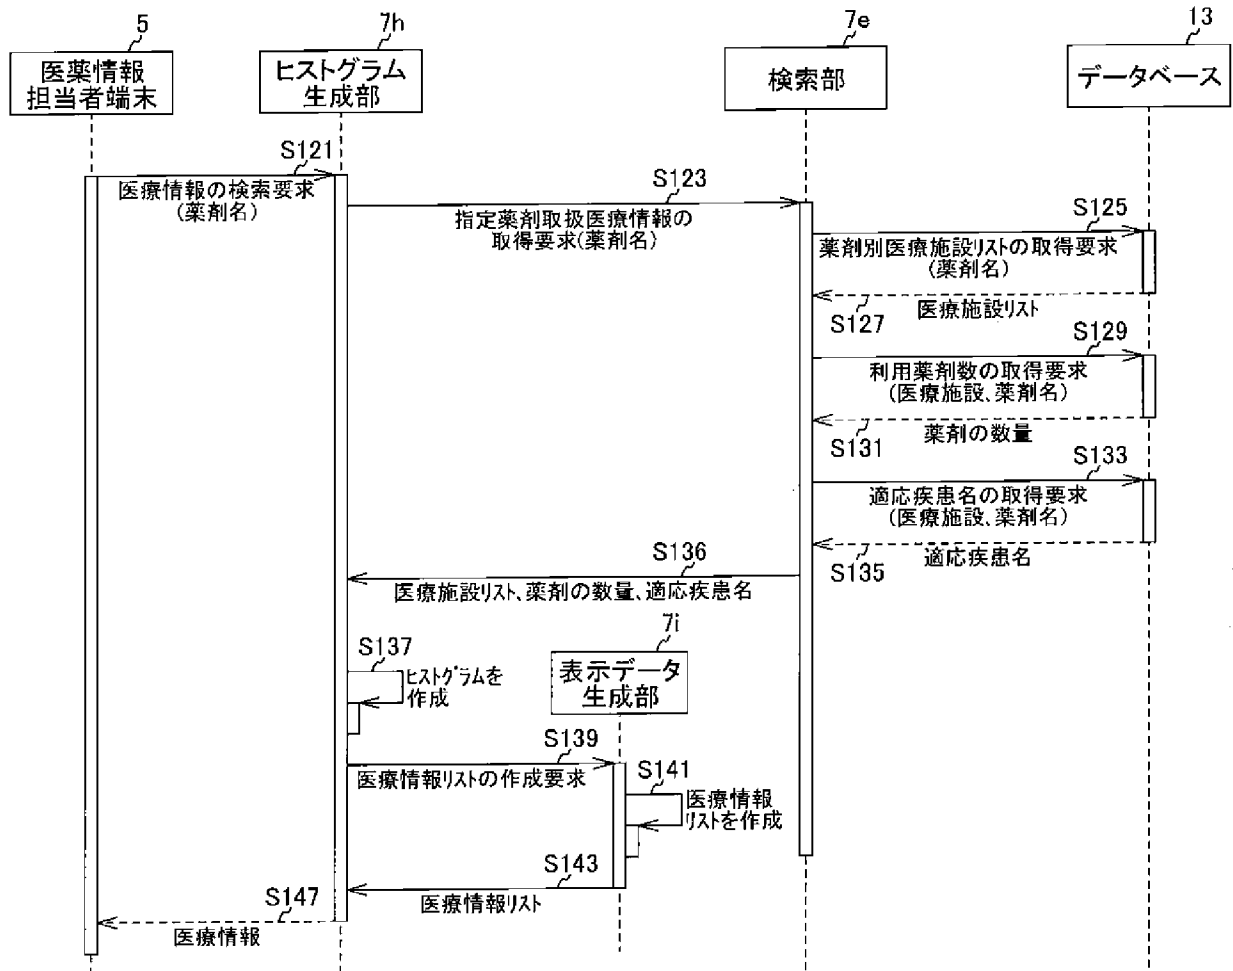 5
7h
7e
13
医薬情報
担当者端末
ヒストグラム
生成部
検索部
データベース
S121
医療情報の検索要求
(薬剤名)
S123
指定薬剤取扱医療情報の
取得要求(薬剤名)
S125
薬剤別医療施設リストの取得要求
(薬剤名)
S127
医療施設リスト
S129
利用薬剤数の取得要求
(医療施設、薬剤名)
S131
薬剤の数量
S133
適応疾患名の取得要求
(医療施設、薬剤名)
S135
適応疾患名
S136
医療施設リスト、薬剤の数量、適応疾患名
S137
ヒストグラムを
作成
7i
表示データ
生成部
S139
医療情報リストの作成要求
S141
医療情報
リストを作成
S143
医療情報リスト
S147
医療情報